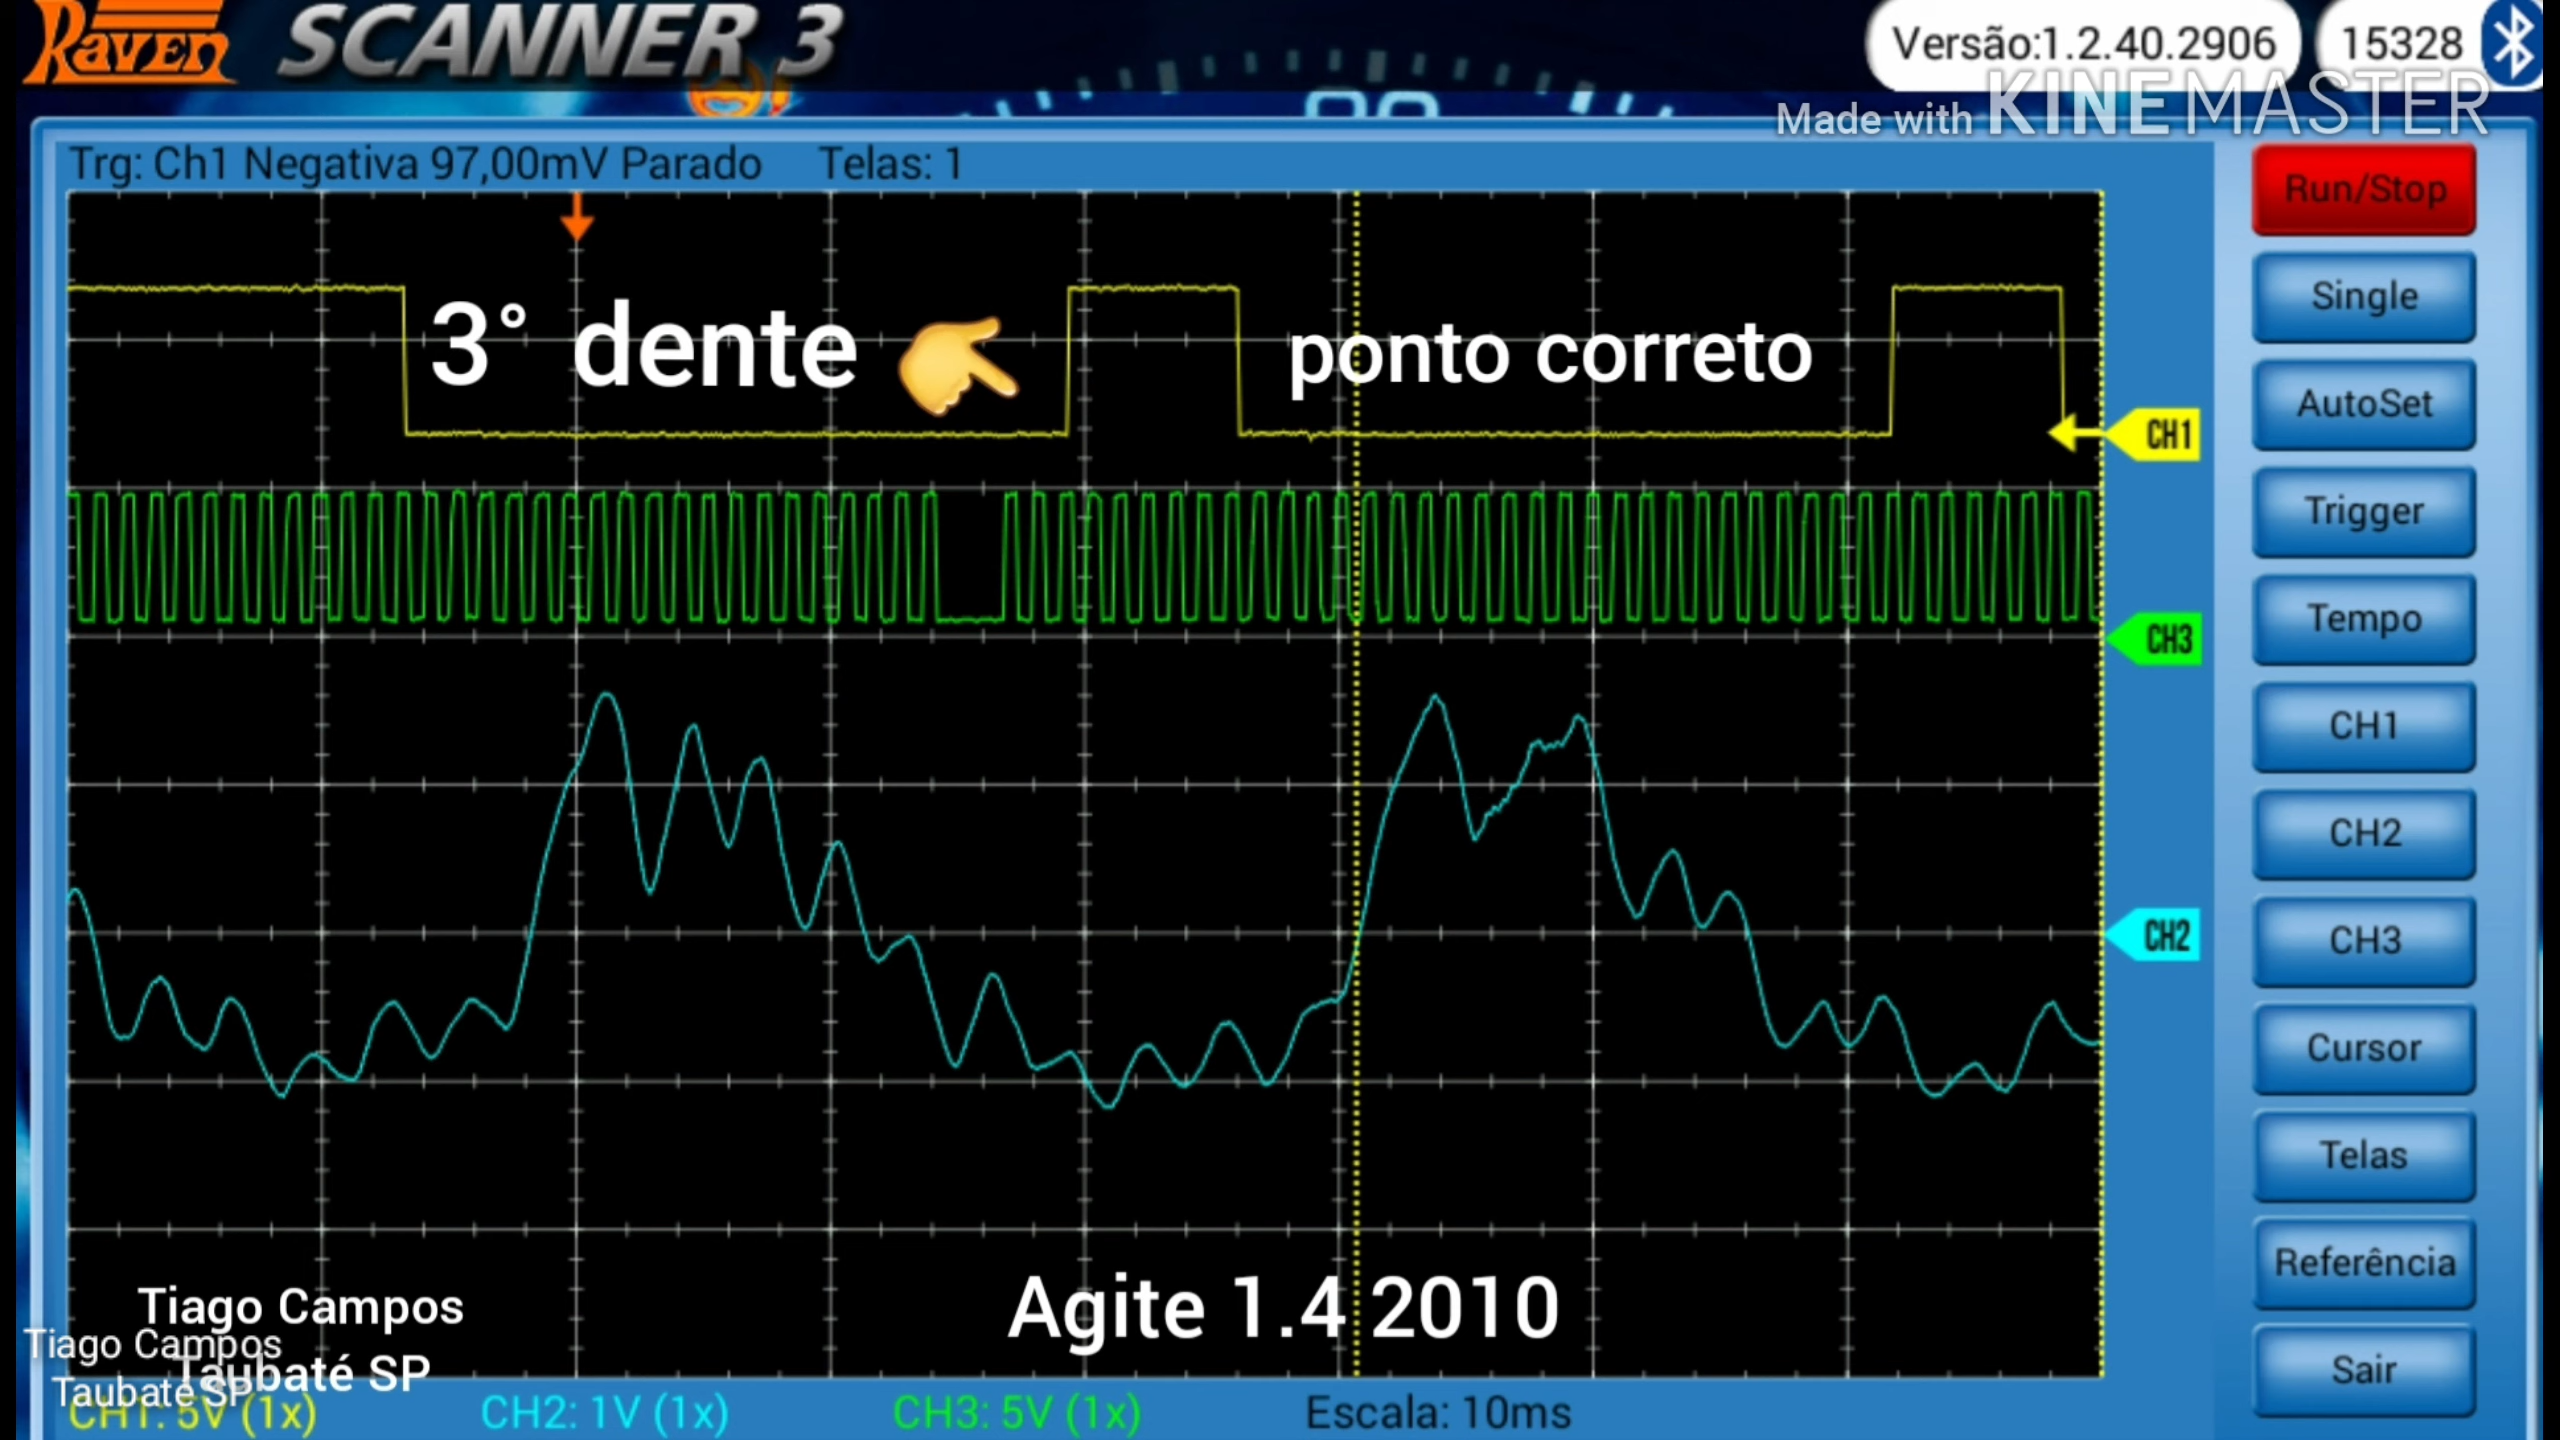 Raven SCANNER 3
Versão:1.2.40.2906
15328
Made with KINEMASTER
Trg: Ch1 Negativa 97,00mV Parado Telas: 1
Run/Stop
Single
AutoSet
Trigger
Tempo
CH1
CH2
CH3
Cursor
Telas
Referência
Sair
3° dente
ponto correto
CH1
CH3
CH2
Agite 1.4 2010
Tiago Campos
Taubaté SP
Tiago Campos
Taubaté SP
CH1: 5V (1x) CH2: 1V (1x) CH3: 5V (1x) Escala: 10ms